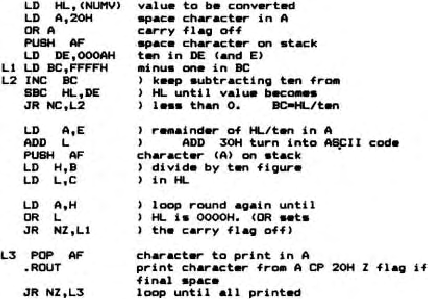 LD HL,(NUMV) value to be converted
LD A,20H space character in A
OR A carry flag off
PUSH AF space character on stack
LD DE,000AH ten in DE (and E)
L1 LD BC,FFFFH minus one in BC
L2 INC BC ) keep subtracting ten from
SBC HL,DE ) HL until value becomes
JR NC,L2 ) less than 0. BC=HL/ten
LD A,E ) remainder of HL/ten in A
ADD L ) ADD 30H turn into ASCII code
PUSH AF character (A) on stack
LD H,B ) divide by ten figure
LD L,C ) in HL
LD A,H ) loop round again until
OR L ) HL is 0000H. (OR sets
JR NZ,L1 ) the carry flag off)
L3 POP AF character to print in A
.ROUT print character from A CP 20H Z flag if
final space
JR NZ,L3 loop until all printed